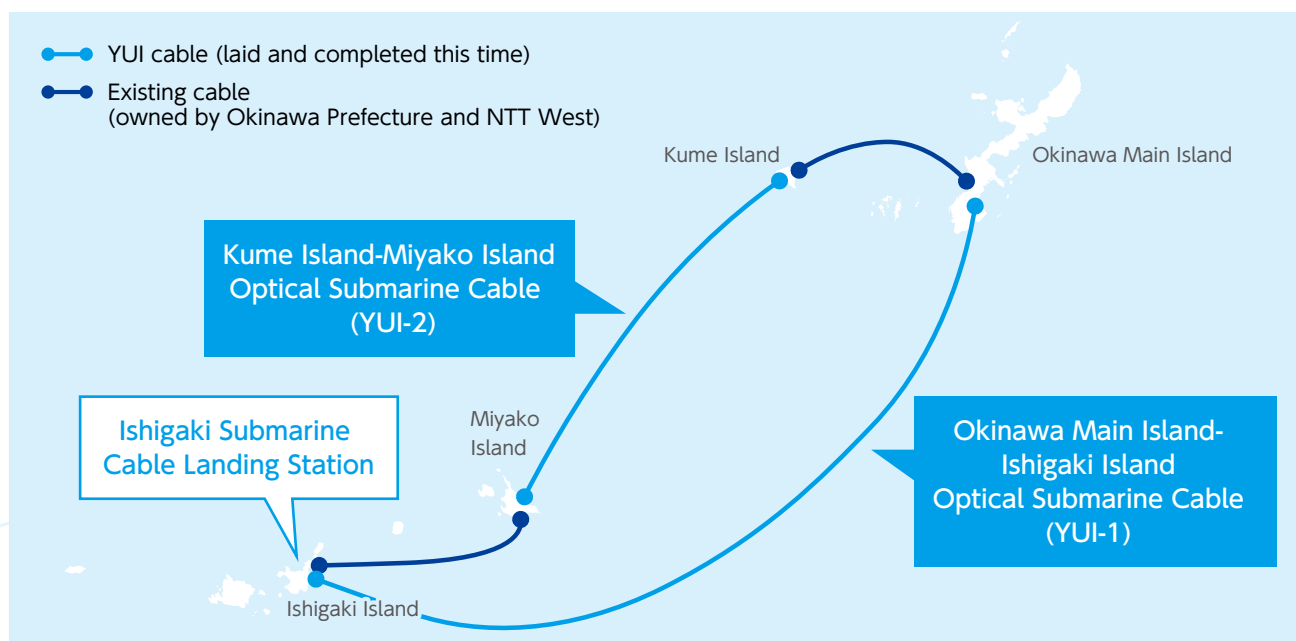 YUI cable (laid and completed this time)
Existing cable
(owned by Okinawa Prefecture and NTT West)
Kume Island
Okinawa Main Island
Kume Island-Miyako Island
Optical Submarine Cable
(YUI-2)
Miyako
Island
Ishigaki Submarine
Cable Landing Station
Okinawa Main Island-
Ishigaki Island
Optical Submarine Cable
(YUI-1)
Ishigaki Island